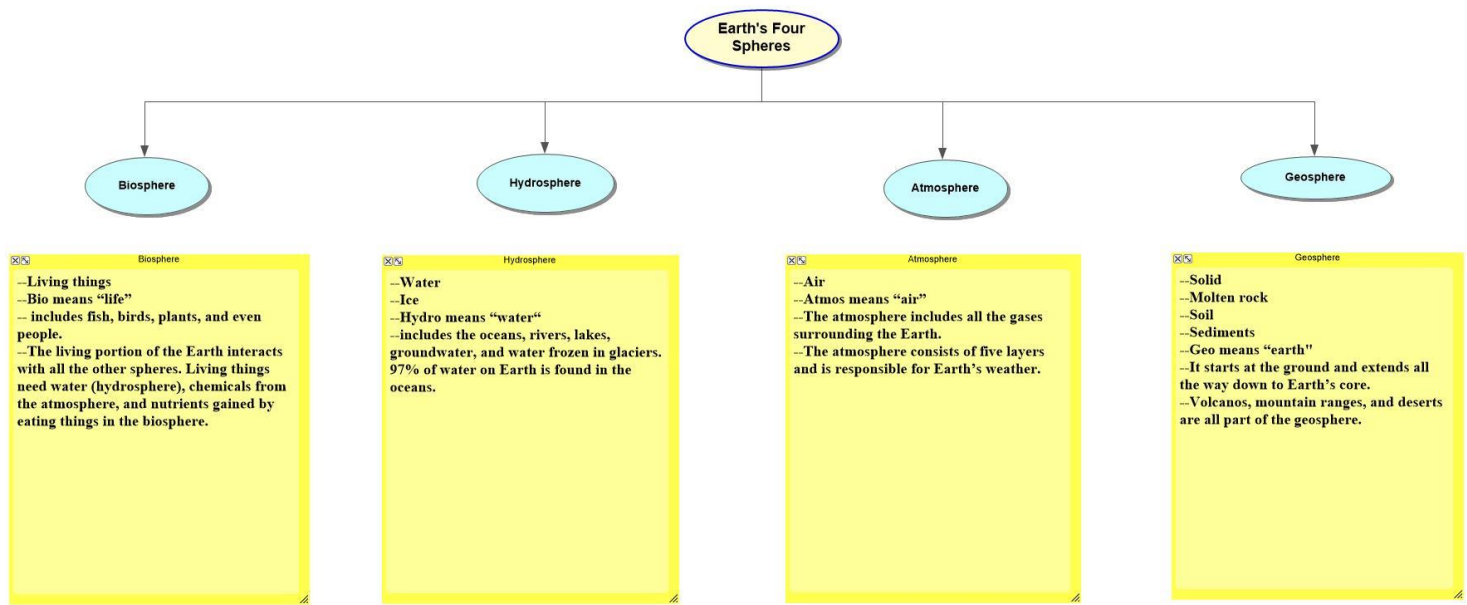 Earth's Four
Spheres
Biosphere
Hydrosphere
Atmosphere
Geosphere
Biosphere
--Living things
--Bio means “life”
-- includes fish, birds, plants, and even
people.
--The living portion of the Earth interacts
with all the other spheres. Living things
need water (hydrosphere), chemicals from
the atmosphere, and nutrients gained by
eating things in the biosphere.
Hydrosphere
--Water
--Ice
--Hydro means “water“
--includes the oceans, rivers, lakes,
groundwater, and water frozen in glaciers.
97% of water on Earth is found in the
oceans.
Atmosphere
--Air
--Atmos means “air”
--The atmosphere includes all the gases
surrounding the Earth.
--The atmosphere consists of five layers
and is responsible for Earth’s weather.
Geosphere
--Solid
--Molten rock
--Soil
--Sediments
--Geo means “earth"
--It starts at the ground and extends all
the way down to Earth’s core.
--Volcanos, mountain ranges, and deserts
are all part of the geosphere.